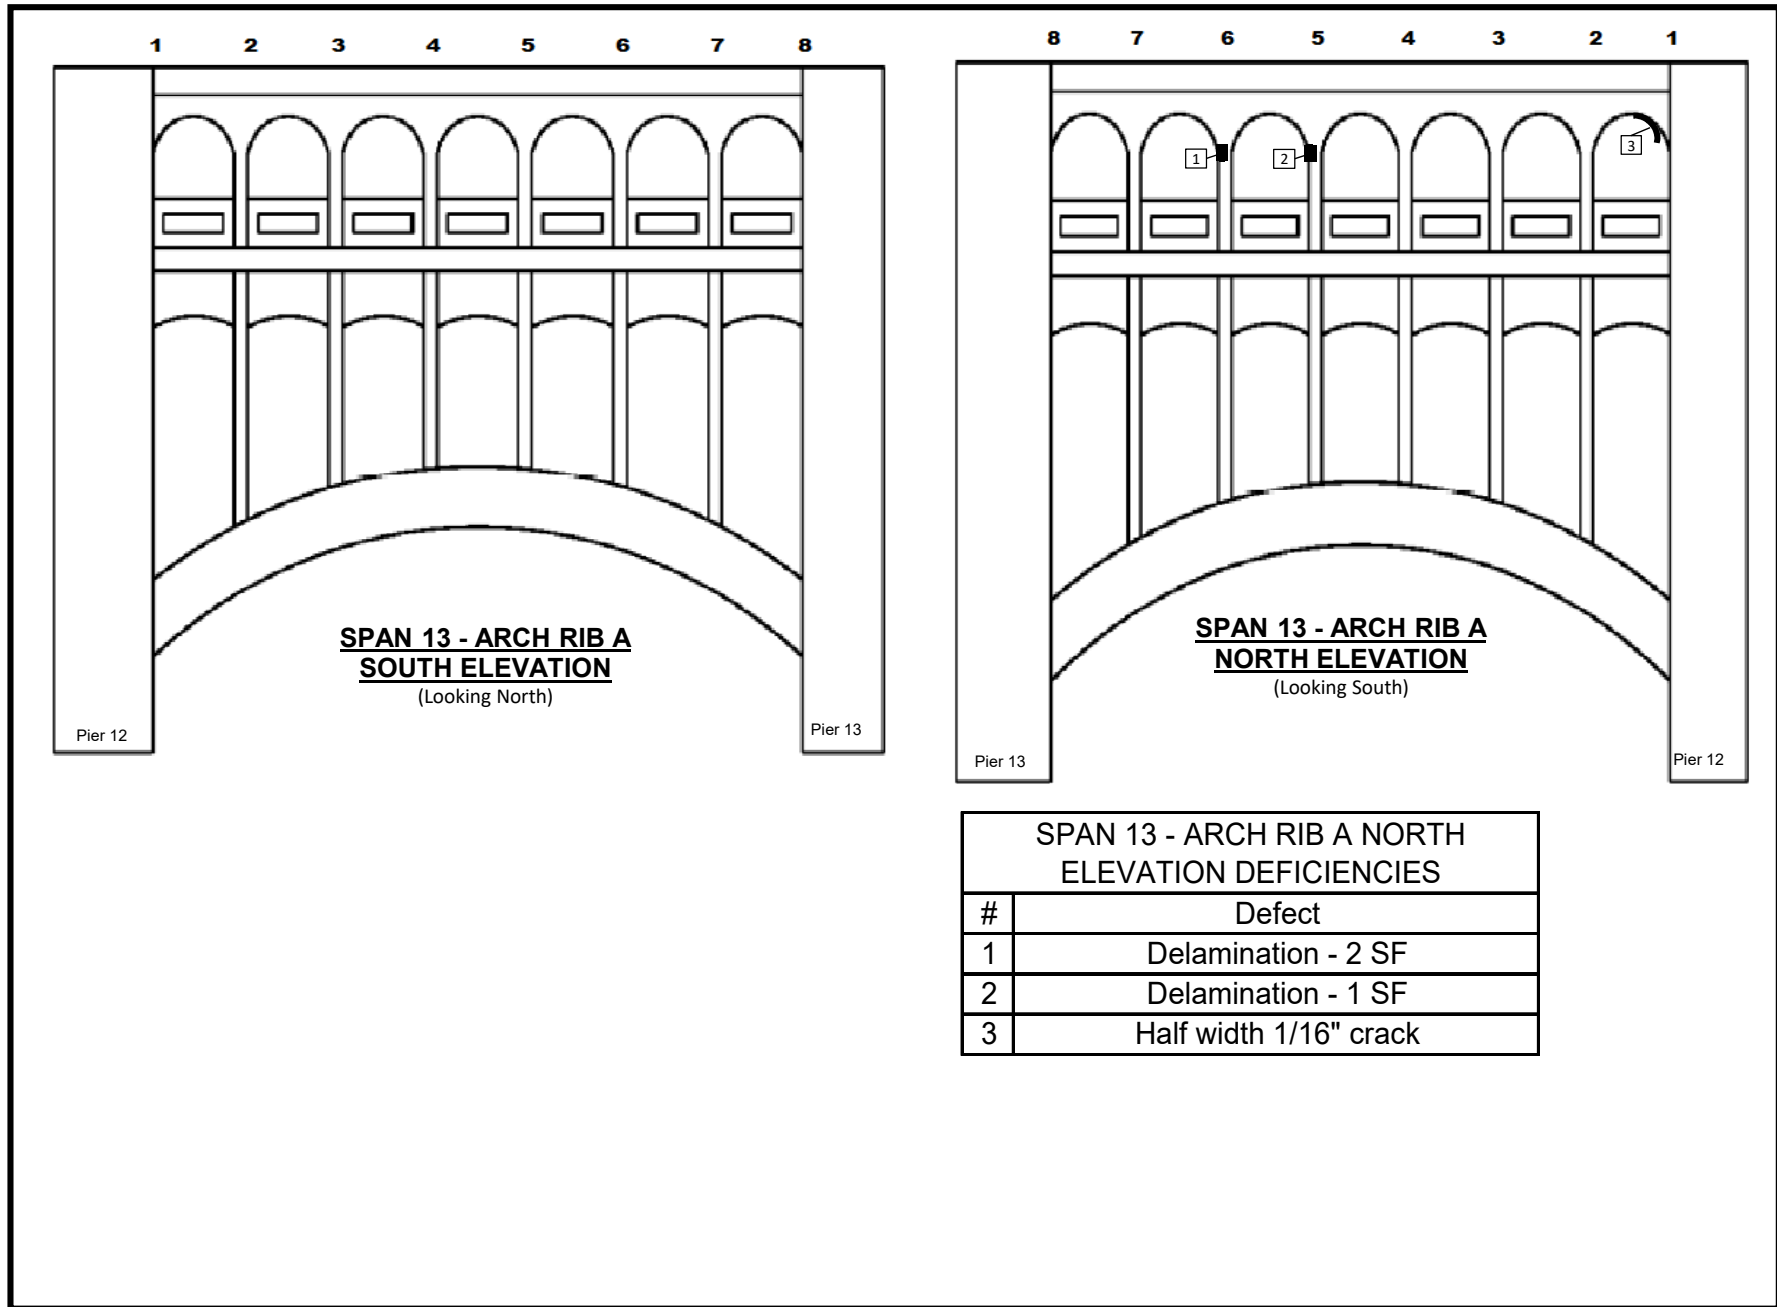 1 2 3 4 5 6 7 8
SPAN 13 - ARCH RIB A
SOUTH ELEVATION
(Looking North)
Pier 12
Pier 13
8 7 6 5 4 3 2 1
1
2
3
SPAN 13 - ARCH RIB A
NORTH ELEVATION
(Looking South)
Pier 13
Pier 12
SPAN 13 - ARCH RIB A NORTH
ELEVATION DEFICIENCIES
# Defect
1 Delamination - 2 SF
2 Delamination - 1 SF
3 Half width 1/16" crack